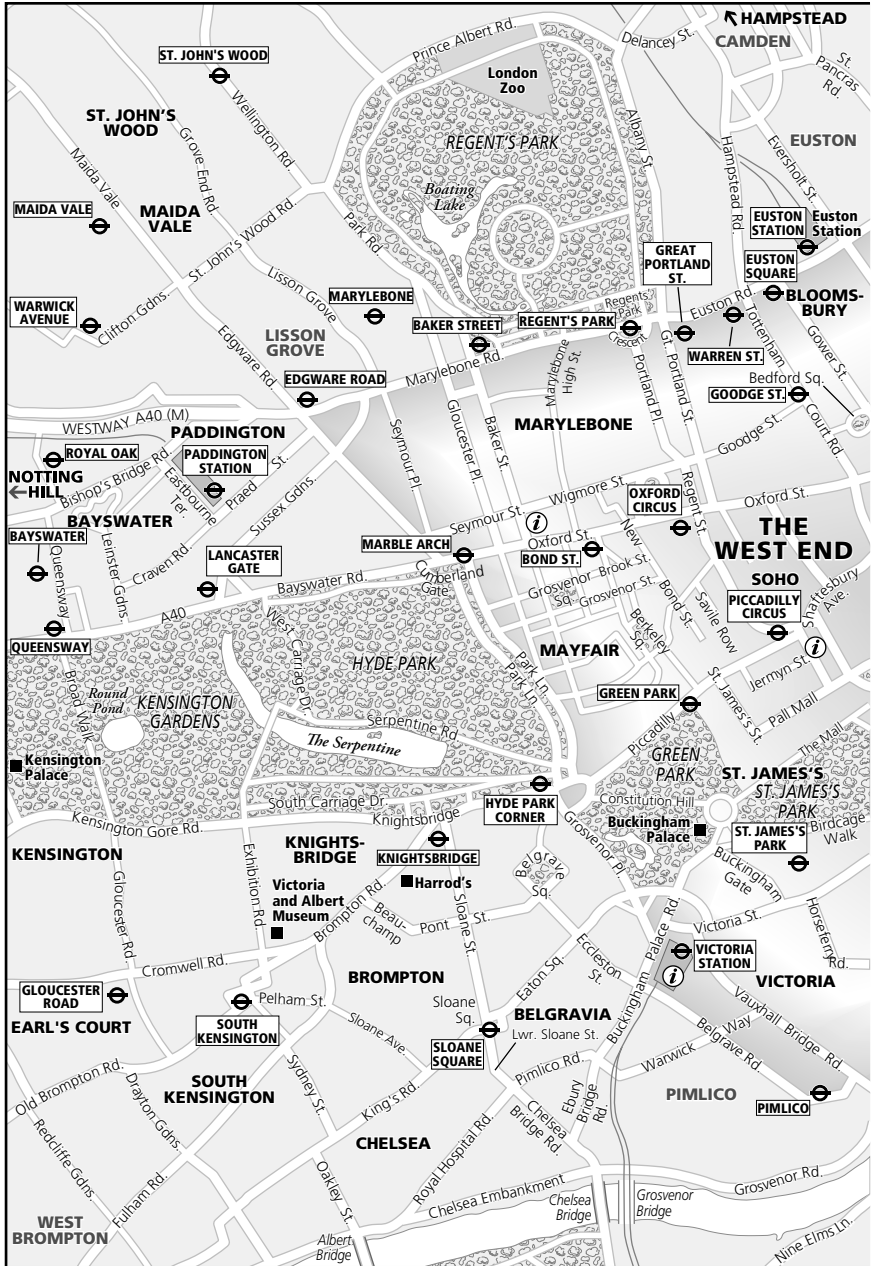 HAMPSTEAD
CAMDEN
Delancey St.
St.
Pancras
Rd.
Prince Albert Rd.
London
Zoo
ST. JOHN'S WOOD
ST. JOHN'S
WOOD
Wellington Rd.
Grove End Rd.
Maida Vale
REGENT'S PARK
Albany St.
Hampstead Rd.
Eversholt St.
EUSTON
Boating
Lake
MAIDA VALE
MAIDA
VALE
St. John's Wood Rd.
Park Rd.
EUSTON
STATION
Euston
Station
GREAT
PORTLAND
ST.
EUSTON
SQUARE
WARWICK
AVENUE
Clifton Gdns.
Lisson Grove
MARYLEBONE
LISSON
GROVE
BAKER STREET
REGENT'S PARK
Regents'
Park
Crescent
Euston Rd.
BLOOMS-
BURY
WARREN ST.
Tottenham
Court Rd
Gower St.
Edgware Rd.
EDGWARE ROAD
Marylebone Rd.
Marylebone
High St.
Portland Pl.
Gt. Portland St.
Bedford Sq.
GOODGE ST.
WESTWAY A40 (M)
PADDINGTON
MARYLEBONE
Goodge St.
ROYAL OAK
PADDINGTON
STATION
NOTTING
HILL
Bishop's Bridge Rd.
Eastbourne
Ter.
Praed St.
Sussex Gdns.
Seymour Pl.
Gloucester Pl.
Baker St.
Wigmore St.
Seymour St.
OXFORD
CIRCUS
Regent St.
Oxford St.
THE
WEST END
BAYSWATER
BAYSWATER
Queensway
Leinster Gdns.
Craven Rd.
LANCASTER
GATE
MARBLE ARCH
Cumberland
Gate
i
Oxford St.
BOND ST.
New
Bond St.
Grosvenor
Sq.
Brook St.
Grosvenor St.
Berkeley
Sq.
Savile Row
SOHO
PICCADILLY
CIRCUS
Shaftesbury
Ave.
i
Bayswater Rd.
A40
QUEENSWAY
West Carriage Dr.
HYDE PARK
Park Ln.
Park Ln.
MAYFAIR
Jermyn St.
GREEN PARK
St. James's St.
Pall Mall
Broad Walk
Round
Pond
KENSINGTON
GARDENS
Serpentine Rd
The Serpentine
Piccadilly
GREEN
PARK
The Mall
ST. JAMES'S
ST. JAMES'S
PARK
Kensington
Palace
South Carriage Dr.
HYDE PARK
CORNER
Constitution Hill
Buckingham
Palace
ST. JAMES'S
PARK
Birdcage
Walk
Kensington Gore Rd.
Knightsbridge
Grosvenor Pl.
KENSINGTON
KNIGHTS-
BRIDGE
KNIGHTSBRIDGE
Belgrave
Sq.
Buckingham
Gate
Exhibition Rd.
Victoria
and Albert
Museum
Harrod's
Gloucester Rd.
Brompton Rd.
Beau-
champ
Pont St.
Sloane St.
Victoria St.
Horseferry
Rd.
Cromwell Rd.
BROMPTON
Eaton Sq.
Eccleston
St.
Buckingham Palace Rd.
VICTORIA
STATION
i
VICTORIA
GLOUCESTER
ROAD
EARL'S COURT
Pelham St.
SOUTH
KENSINGTON
Sloane Ave.
Sloane
Sq.
SLOANE
SQUARE
BELGRAVIA
Lwr. Sloane St.
Belgrave Rd.
Vauxhall Bridge Rd.
Warwick Way
Old Brompton Rd.
SOUTH
KENSINGTON
Sydney St.
King's Rd.
Pimlico Rd.
Ebury
Bridge
Rd.
PIMLICO
PIMLICO
Drayton Gdns.
Redcliffe Gdns.
CHELSEA
Chelsea
Bridge Rd.
Royal Hospital Rd.
Oakley St.
Fulham Rd.
Chelsea Embankment
Chelsea
Bridge
Grosvenor
Bridge
Grosvenor Rd.
WEST
BROMPTON
Albert
Bridge
Nine Elms Ln.